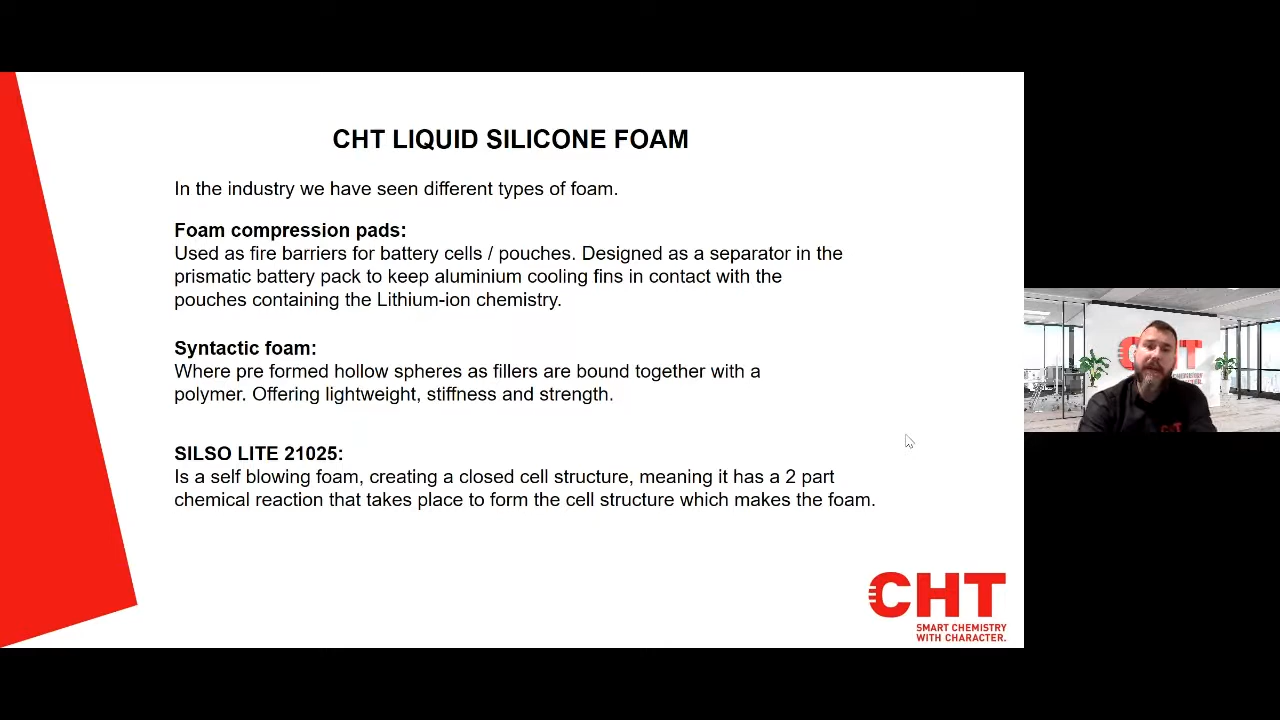 CHT LIQUID SILICONE FOAM
In the industry we have seen different types of foam.
Foam compression pads:
Used as fire barriers for battery cells / pouches. Designed as a separator in the
prismatic battery pack to keep aluminium cooling fins in contact with the
pouches containing the Lithium-ion chemistry.
Syntactic foam:
Where pre formed hollow spheres as fillers are bound together with a
polymer. Offering lightweight, stiffness and strength.
SILSO LITE 21025:
Is a self blowing foam, creating a closed cell structure, meaning it has a 2 part
chemical reaction that takes place to form the cell structure which makes the foam.
CHT
SMART CHEMISTRY
WITH CHARACTER.
CHT
CHT